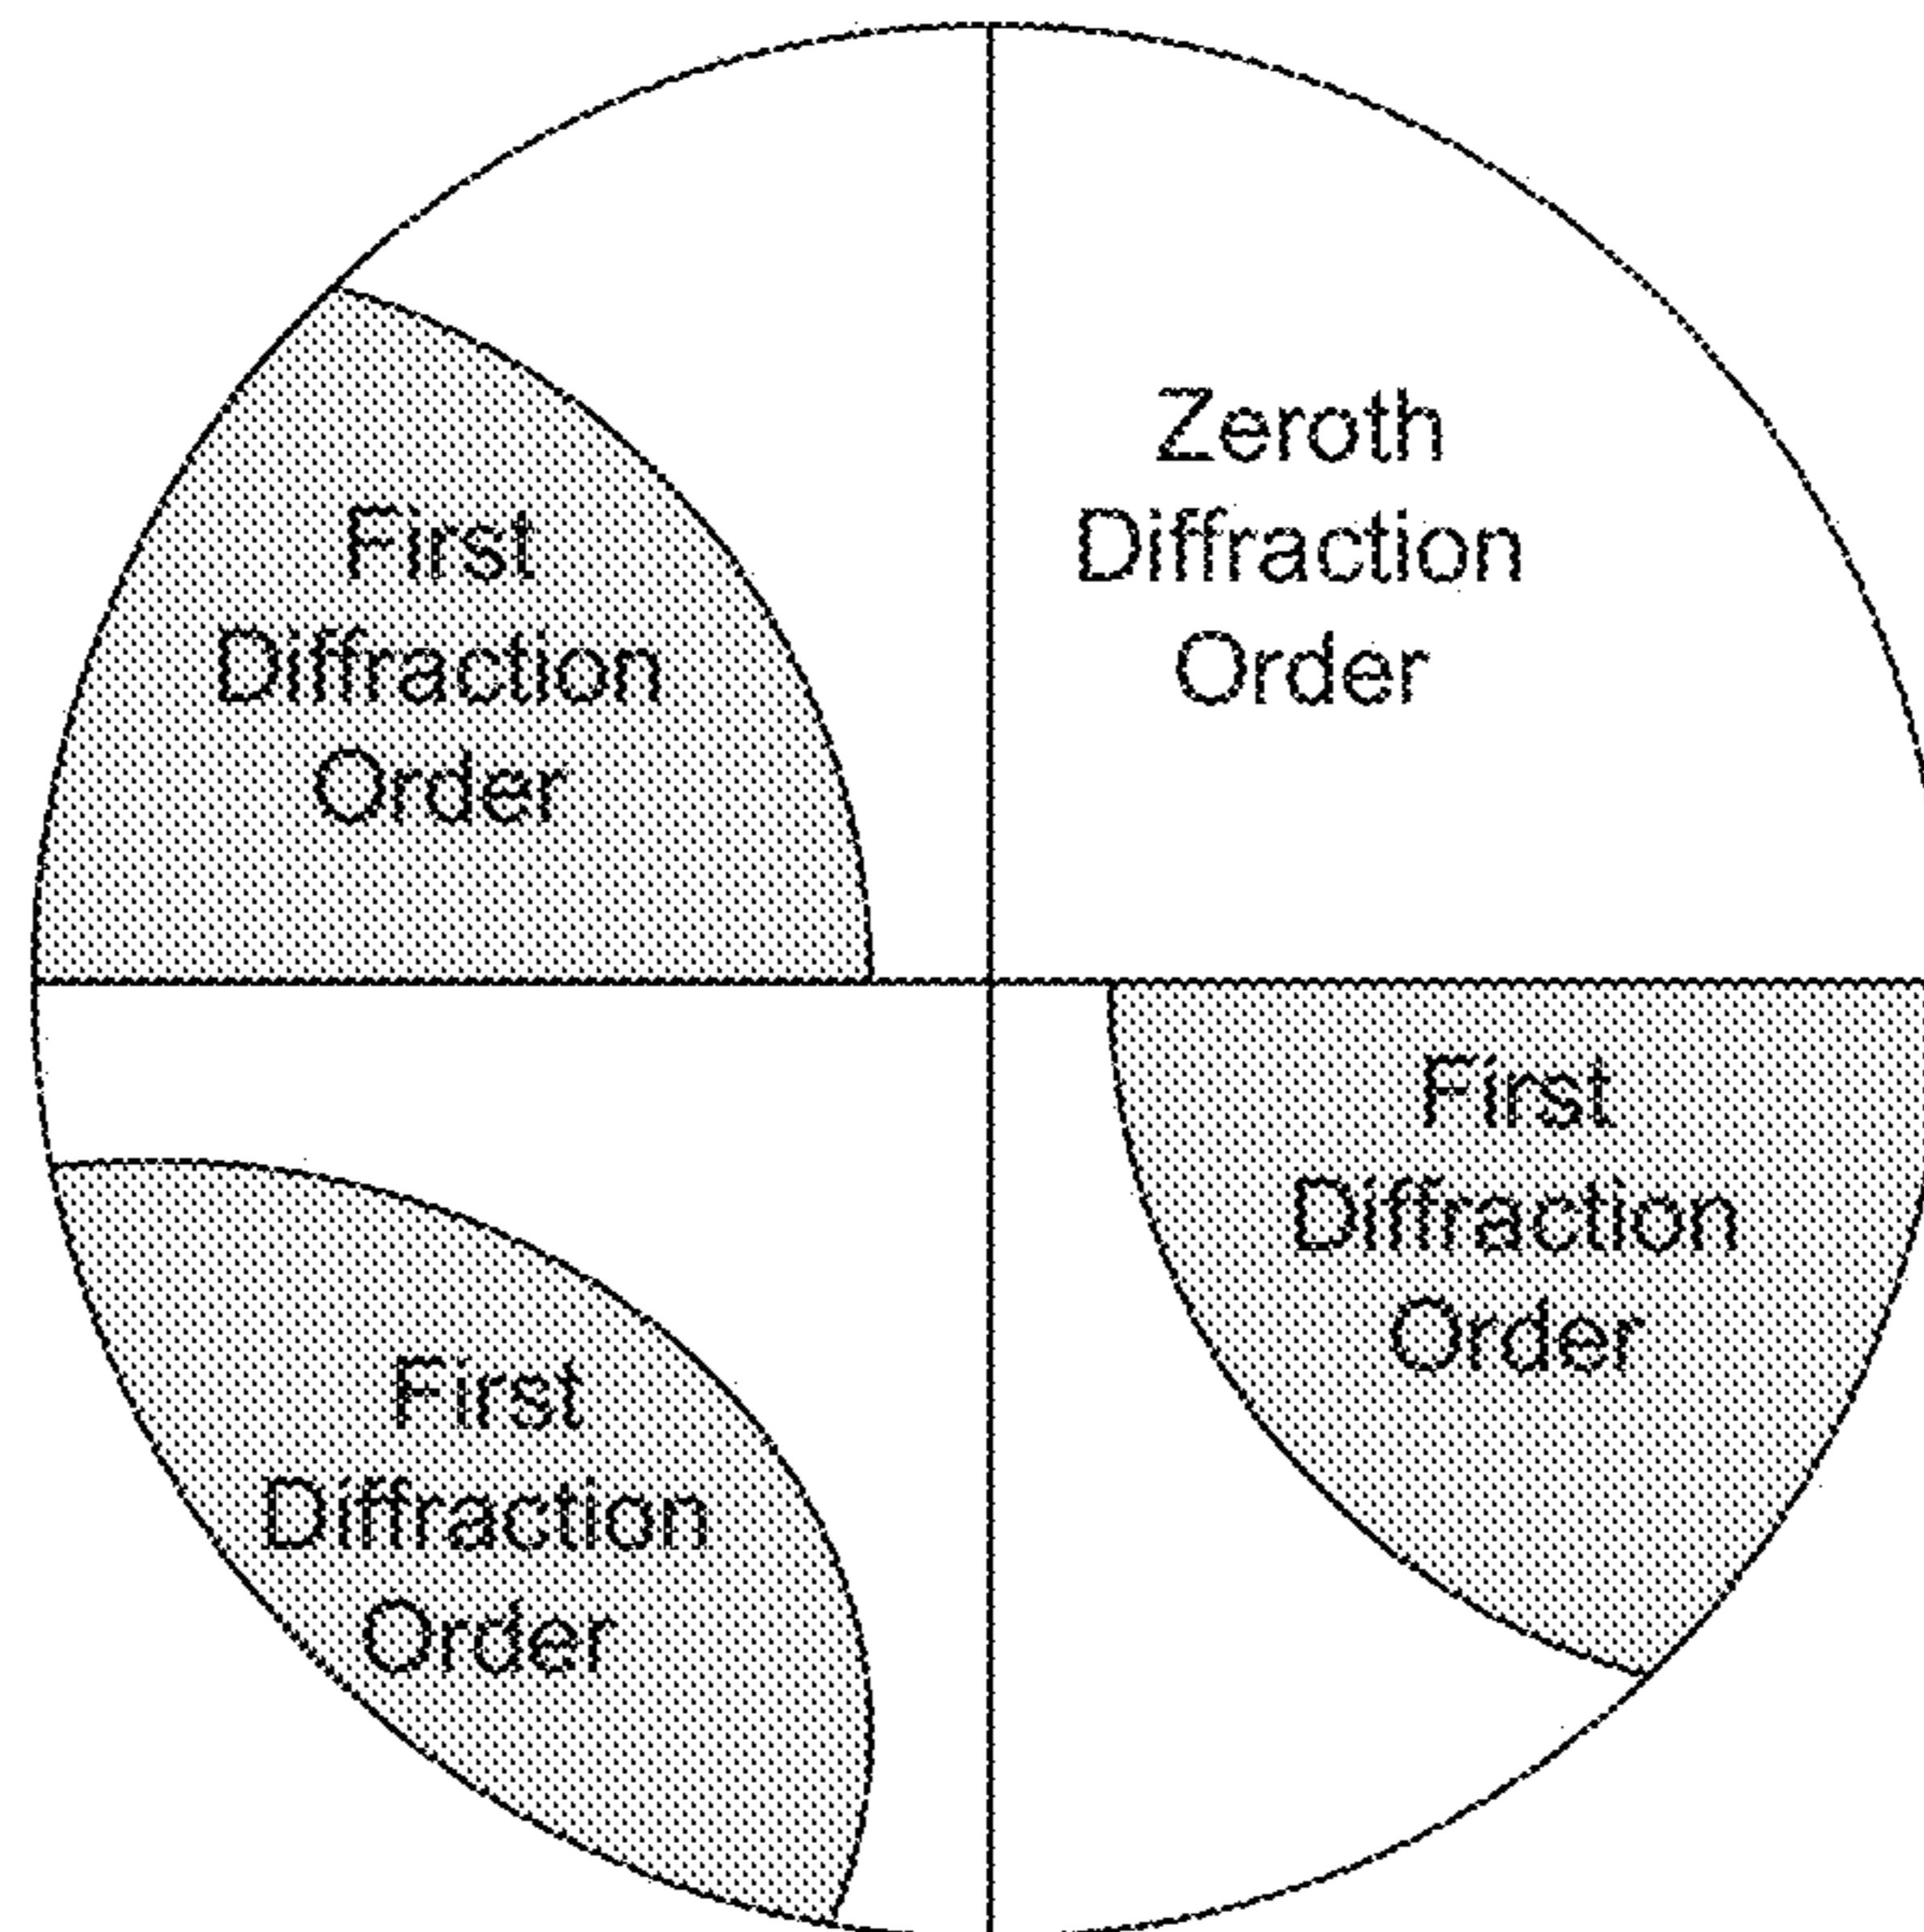 Zeroth
Diffraction
Order
First
Diffraction
Order
First
Diffraction
Order
First
Diffraction
Order